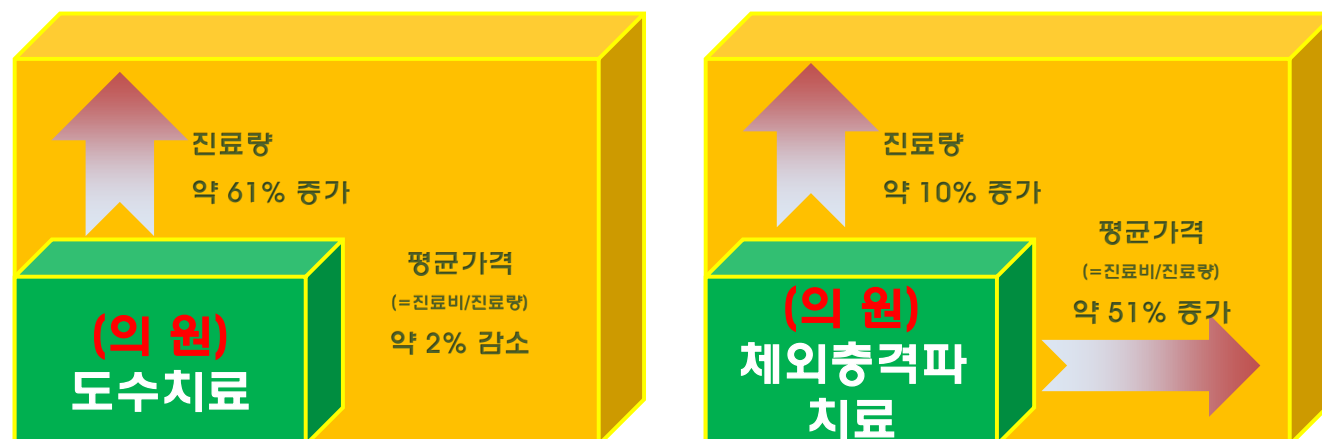 진료량
약 61% 증가
평균가격
(=진료비/진료량)
약 2% 감소
(의 원)
도수치료
진료량
약 10% 증가
평균가격
(=진료비/진료량)
약 51% 증가
(의 원)
체외충격파
치료